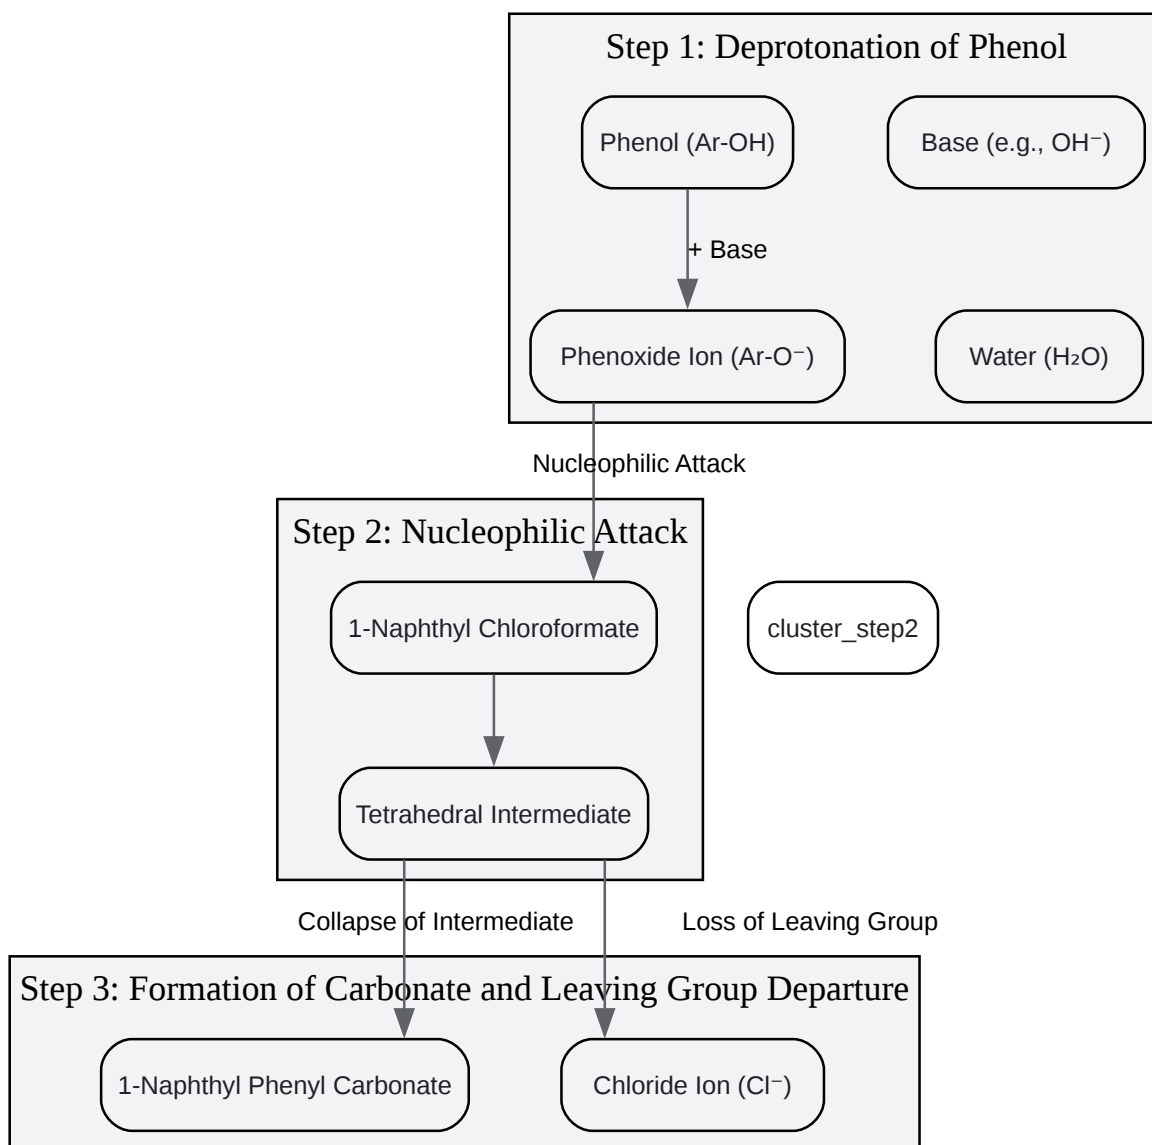 Step 1: Deprotonation of Phenol
Phenol (Ar-OH)
Base (e.g., OH⁻)
+ Base
Phenoxide Ion (Ar-O⁻)
Water (H₂O)
Nucleophilic Attack
Step 2: Nucleophilic Attack
1-Naphthyl Chloroformate
cluster_step2
Tetrahedral Intermediate
Collapse of Intermediate
Loss of Leaving Group
Step 3: Formation of Carbonate and Leaving Group Departure
1-Naphthyl Phenyl Carbonate
Chloride Ion (Cl⁻)